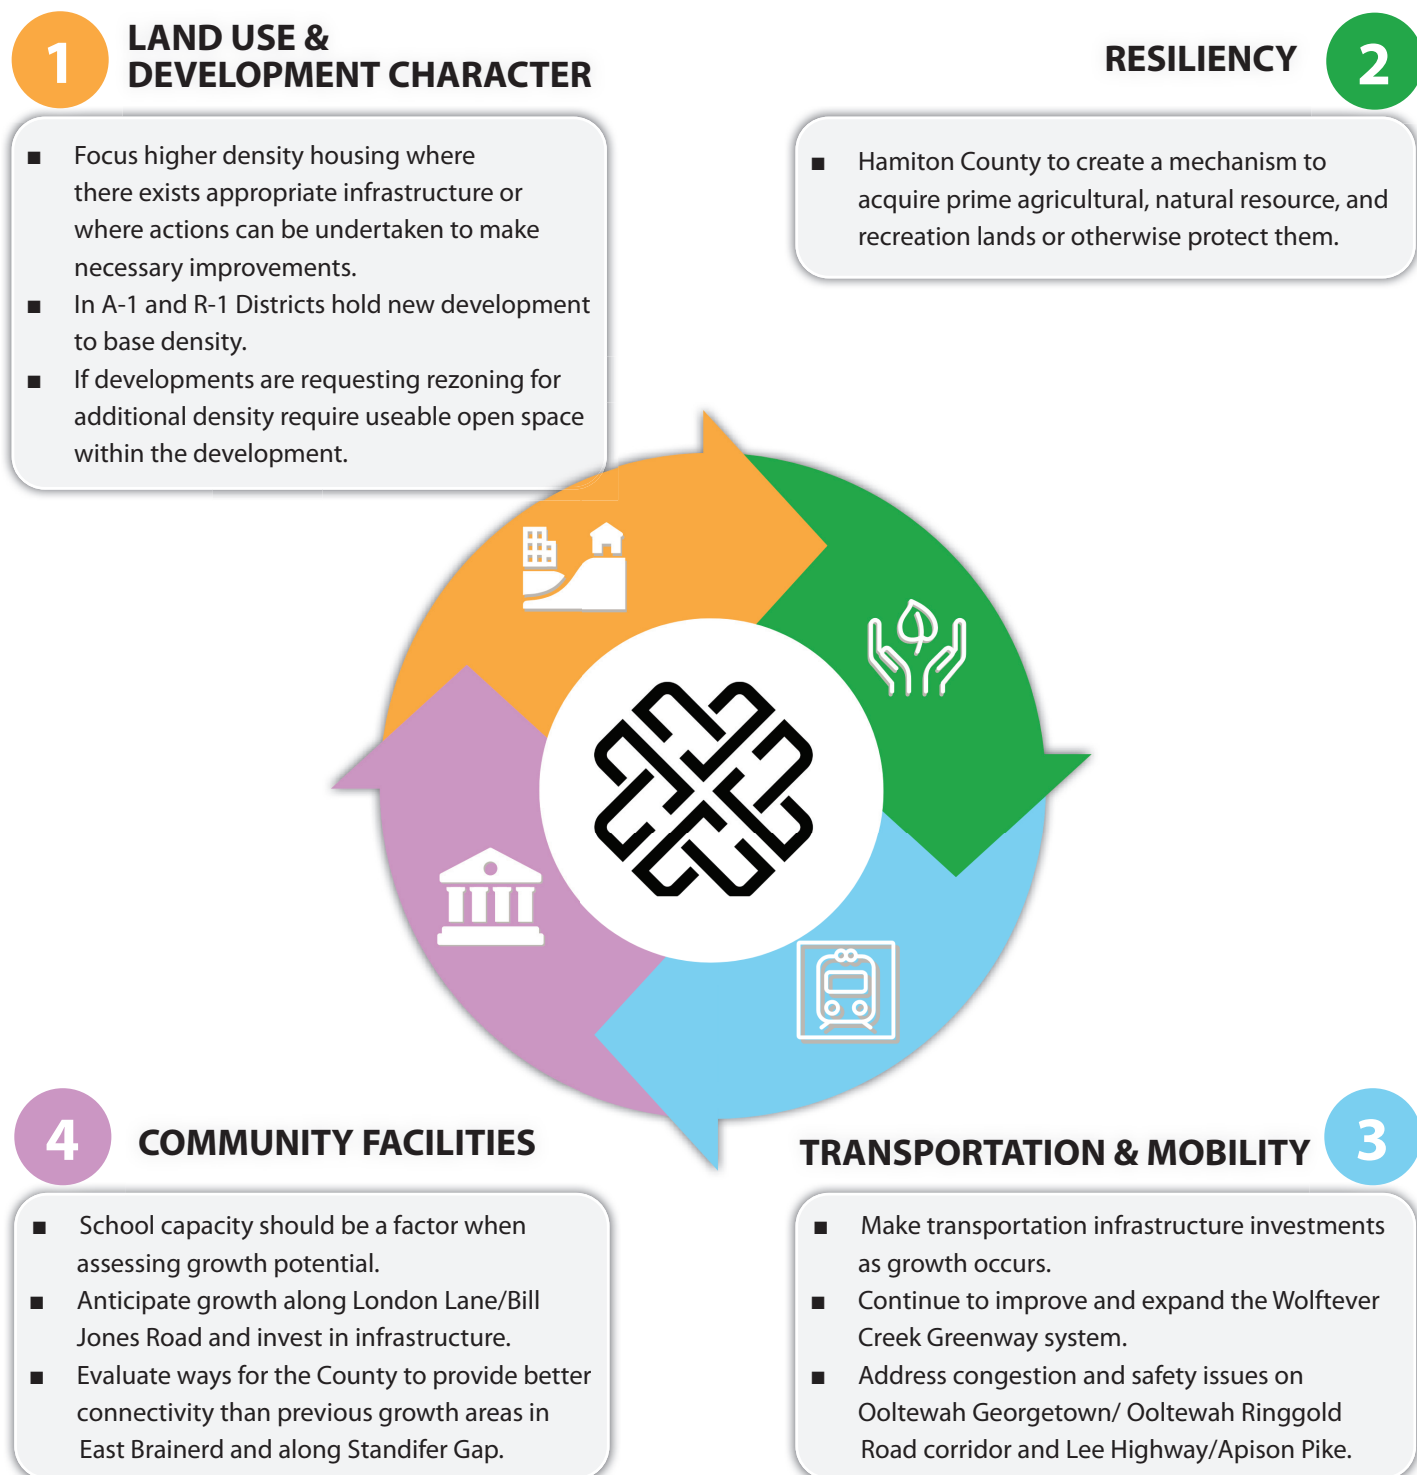 1
LAND USE &
DEVELOPMENT CHARACTER
■ Focus higher density housing where
there exists appropriate infrastructure or
where actions can be undertaken to make
necessary improvements.
■ In A-1 and R-1 Districts hold new development
to base density.
■ If developments are requesting rezoning for
additional density require useable open space
within the development.
RESILIENCY
2
■ Hamiton County to create a mechanism to
acquire prime agricultural, natural resource, and
recreation lands or otherwise protect them.
4
COMMUNITY FACILITIES
■ School capacity should be a factor when
assessing growth potential.
■ Anticipate growth along London Lane/Bill
Jones Road and invest in infrastructure.
■ Evaluate ways for the County to provide better
connectivity than previous growth areas in
East Brainerd and along Standifer Gap.
TRANSPORTATION & MOBILITY
3
■ Make transportation infrastructure investments
as growth occurs.
■ Continue to improve and expand the Wolftever
Creek Greenway system.
■ Address congestion and safety issues on
Ooltewah Georgetown/ Ooltewah Ringgold
Road corridor and Lee Highway/Apison Pike.